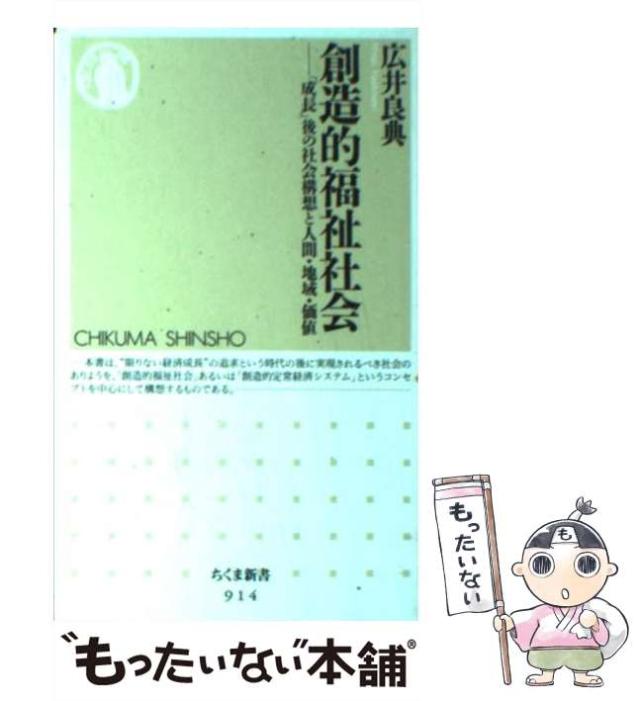 広井良典
創造的福祉社会
──「成長」後の社会構想と人間・地域・価値
CHIKUMA SHINSHO
──本書は、“限りない経済成長”の追求という時代の後に実現されるべき社会の
ありようを、「創造的福祉社会」あるいは「創造的定常経済システム」というコンセ
プトを中心にして構想するものである。──
ちくま新書
914
も
もったいない
“もったいない”本舗®